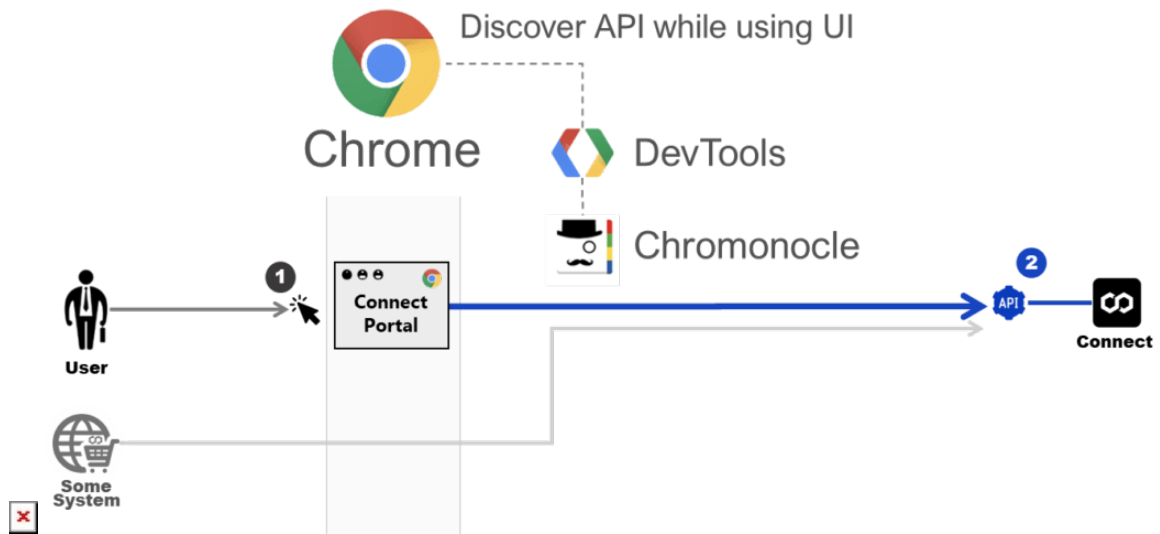 Discover API while using UI
Chrome
DevTools
Chromonocle
1
2
Connect
Portal
API
User
Connect
Some
System